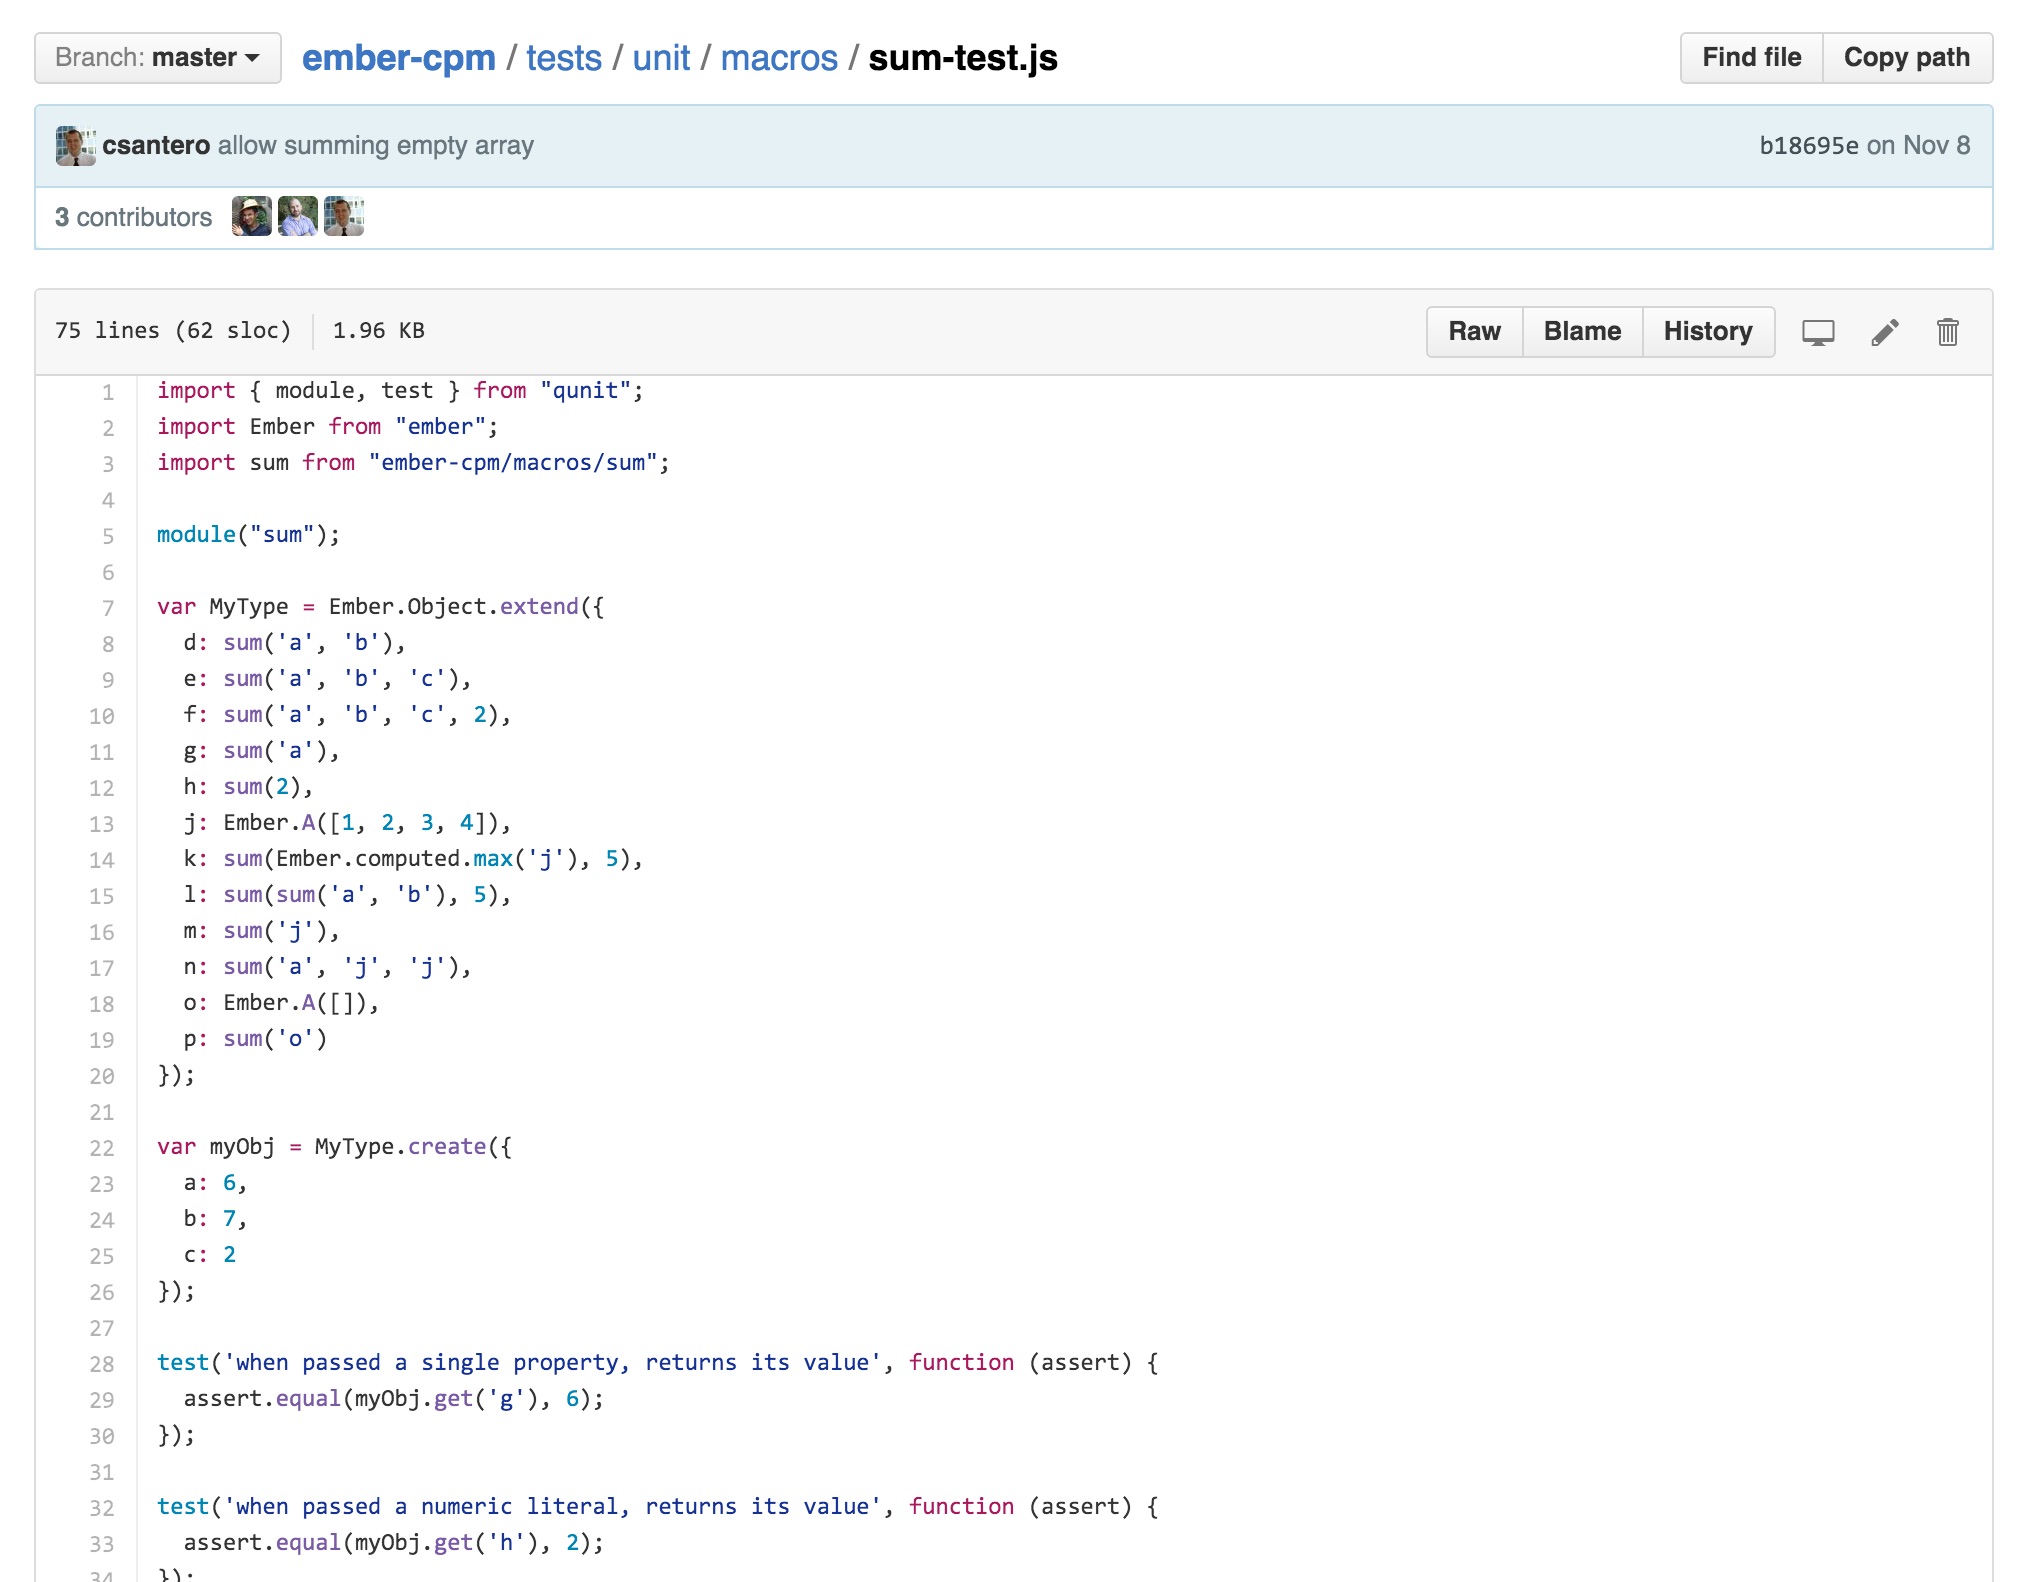 Branch: master ember-cpm / tests / unit / macros / sum-test.js Find file Copy path
csantero allow summing empty array b18695e on Nov 8
3 contributors
75 lines (62 sloc) 1.96 KB Raw Blame History
1 import { module, test } from "qunit";
2 import Ember from "ember";
3 import sum from "ember-cpm/macros/sum";
4
5 module("sum");
6
7 var MyType = Ember.Object.extend({
8   d: sum('a', 'b'),
9   e: sum('a', 'b', 'c'),
10   f: sum('a', 'b', 'c', 2),
11   g: sum('a'),
12   h: sum(2),
13   j: Ember.A([1, 2, 3, 4]),
14   k: sum(Ember.computed.max('j'), 5),
15   l: sum(sum('a', 'b'), 5),
16   m: sum('j'),
17   n: sum('a', 'j', 'j'),
18   o: Ember.A([]),
19   p: sum('o')
20 });
21
22 var myObj = MyType.create({
23   a: 6,
24   b: 7,
25   c: 2
26 });
27
28 test('when passed a single property, returns its value', function (assert) {
29   assert.equal(myObj.get('g'), 6);
30 });
31
32 test('when passed a numeric literal, returns its value', function (assert) {
33   assert.equal(myObj.get('h'), 2);
34 });